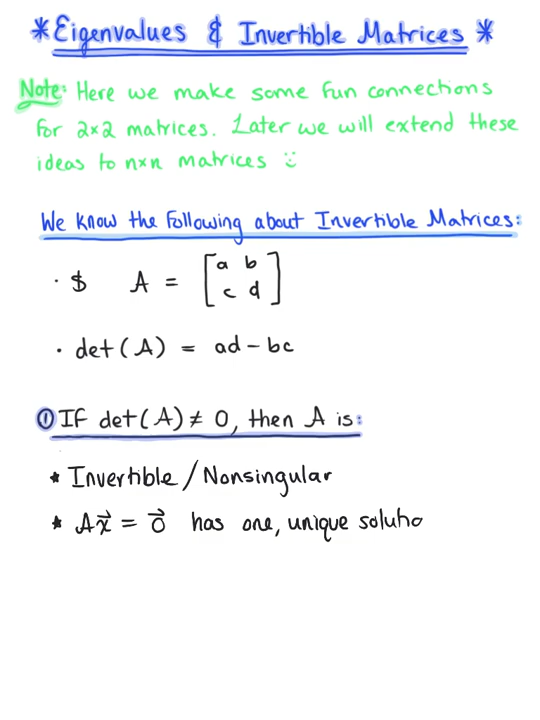 *Eigenvalues & Invertible Matrices *
Note: Here we make some fun connections
for 2x2 matrices. Later we will extend these
ideas to nxn matrices :)
We know the following about Invertible Matrices:
· $ A = [a b
c d]
· det(A) = ad - bc
① If det(A) ≠ 0, then A is:
* Invertible / Nonsingular
* Ax⃗ = 0⃗ has one, unique solutio